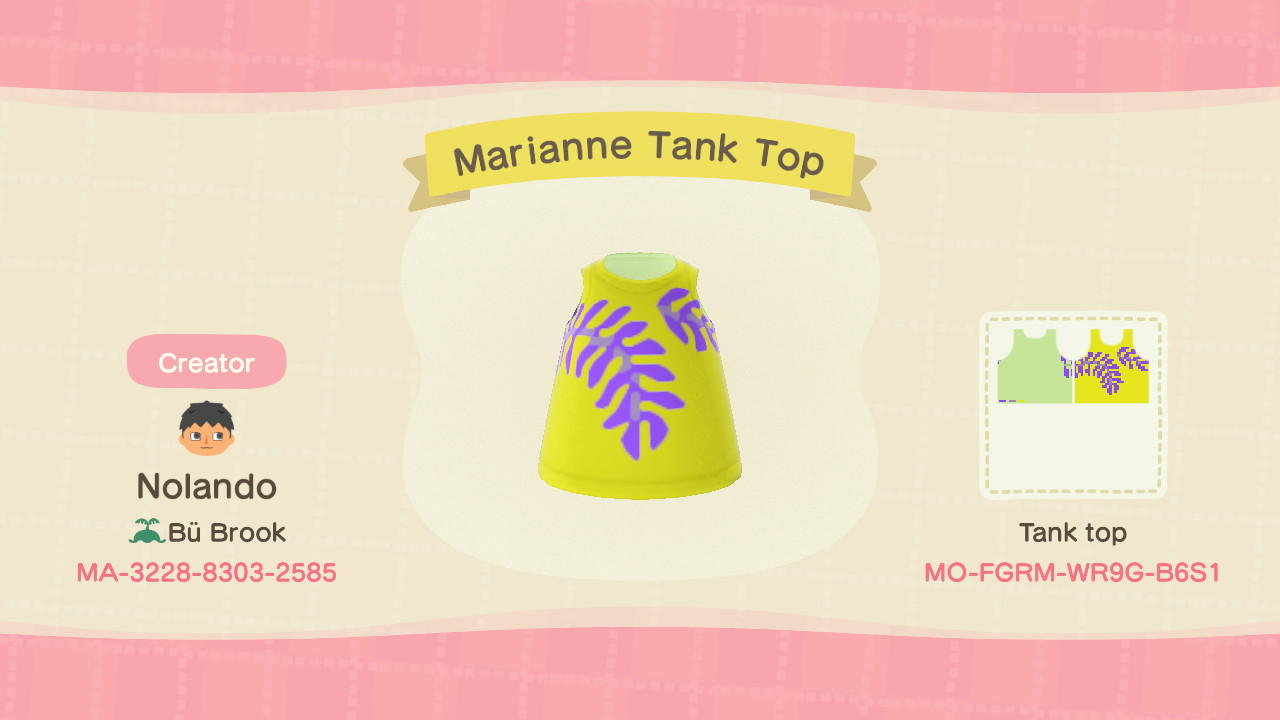 Marianne Tank Top
Creator
Nolando
Bü Brook
MA-3228-8303-2585
Tank top
MO-FGRM-WR9G-B6S1